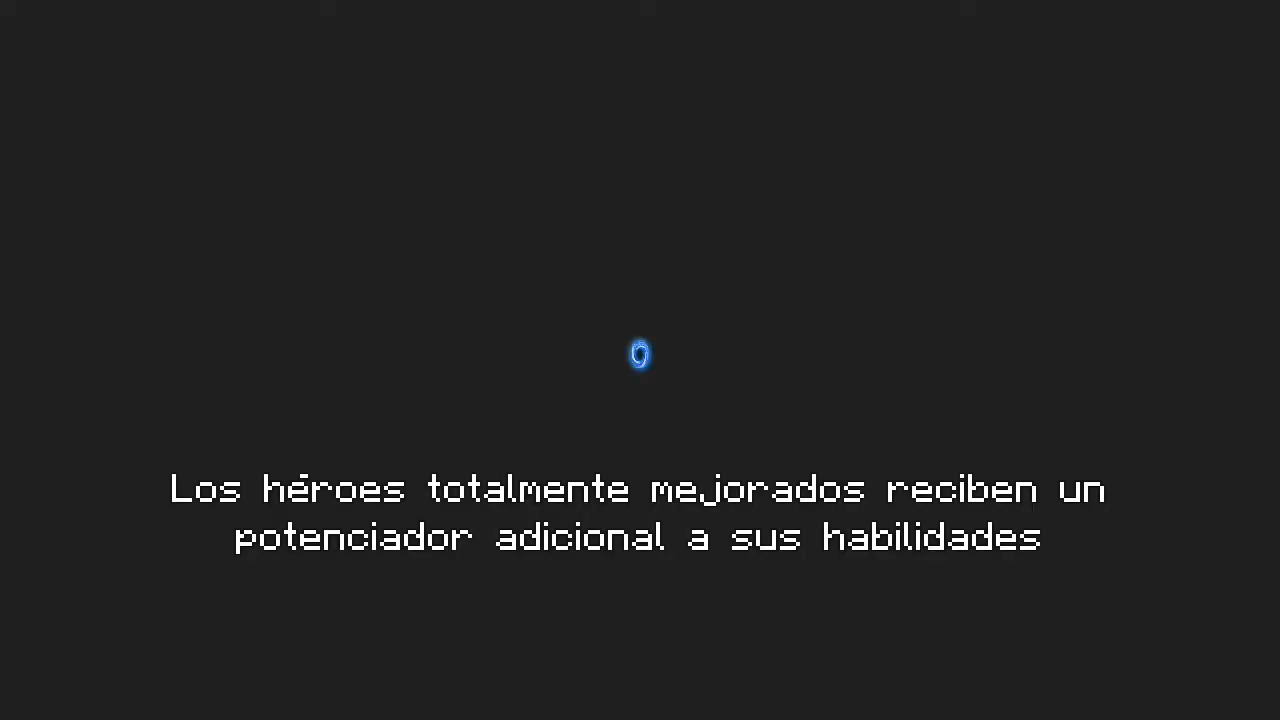 Los héroes totalmente mejorados reciben un
potenciador adicional a sus habilidades